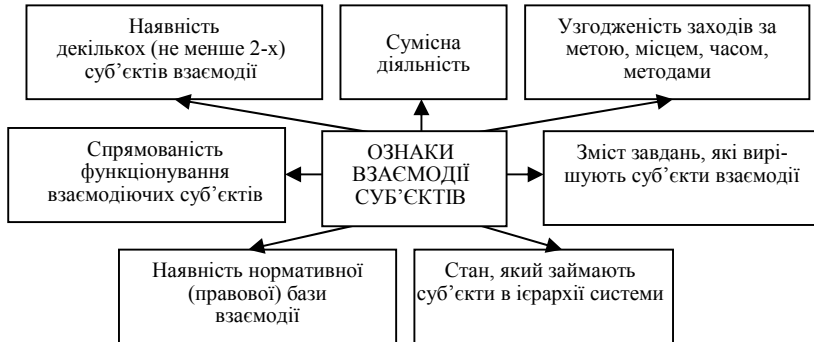 Наявність
декількох (не менше 2-х)
суб’єктів взаємодії
Сумісна
діяльність
Узгодженість заходів за
метою, місцем, часом,
методами
Спрямованість
функціонування
взаємодіючих суб’єктів
ОЗНАКИ
ВЗАЄМОДІЇ
СУБ’ЄКТІВ
Зміст завдань, які вирі-
шують суб’єкти взаємодії
Наявність нормативної
(правової) бази
взаємодії
Стан, який займають
суб’єкти в ієрархії системи